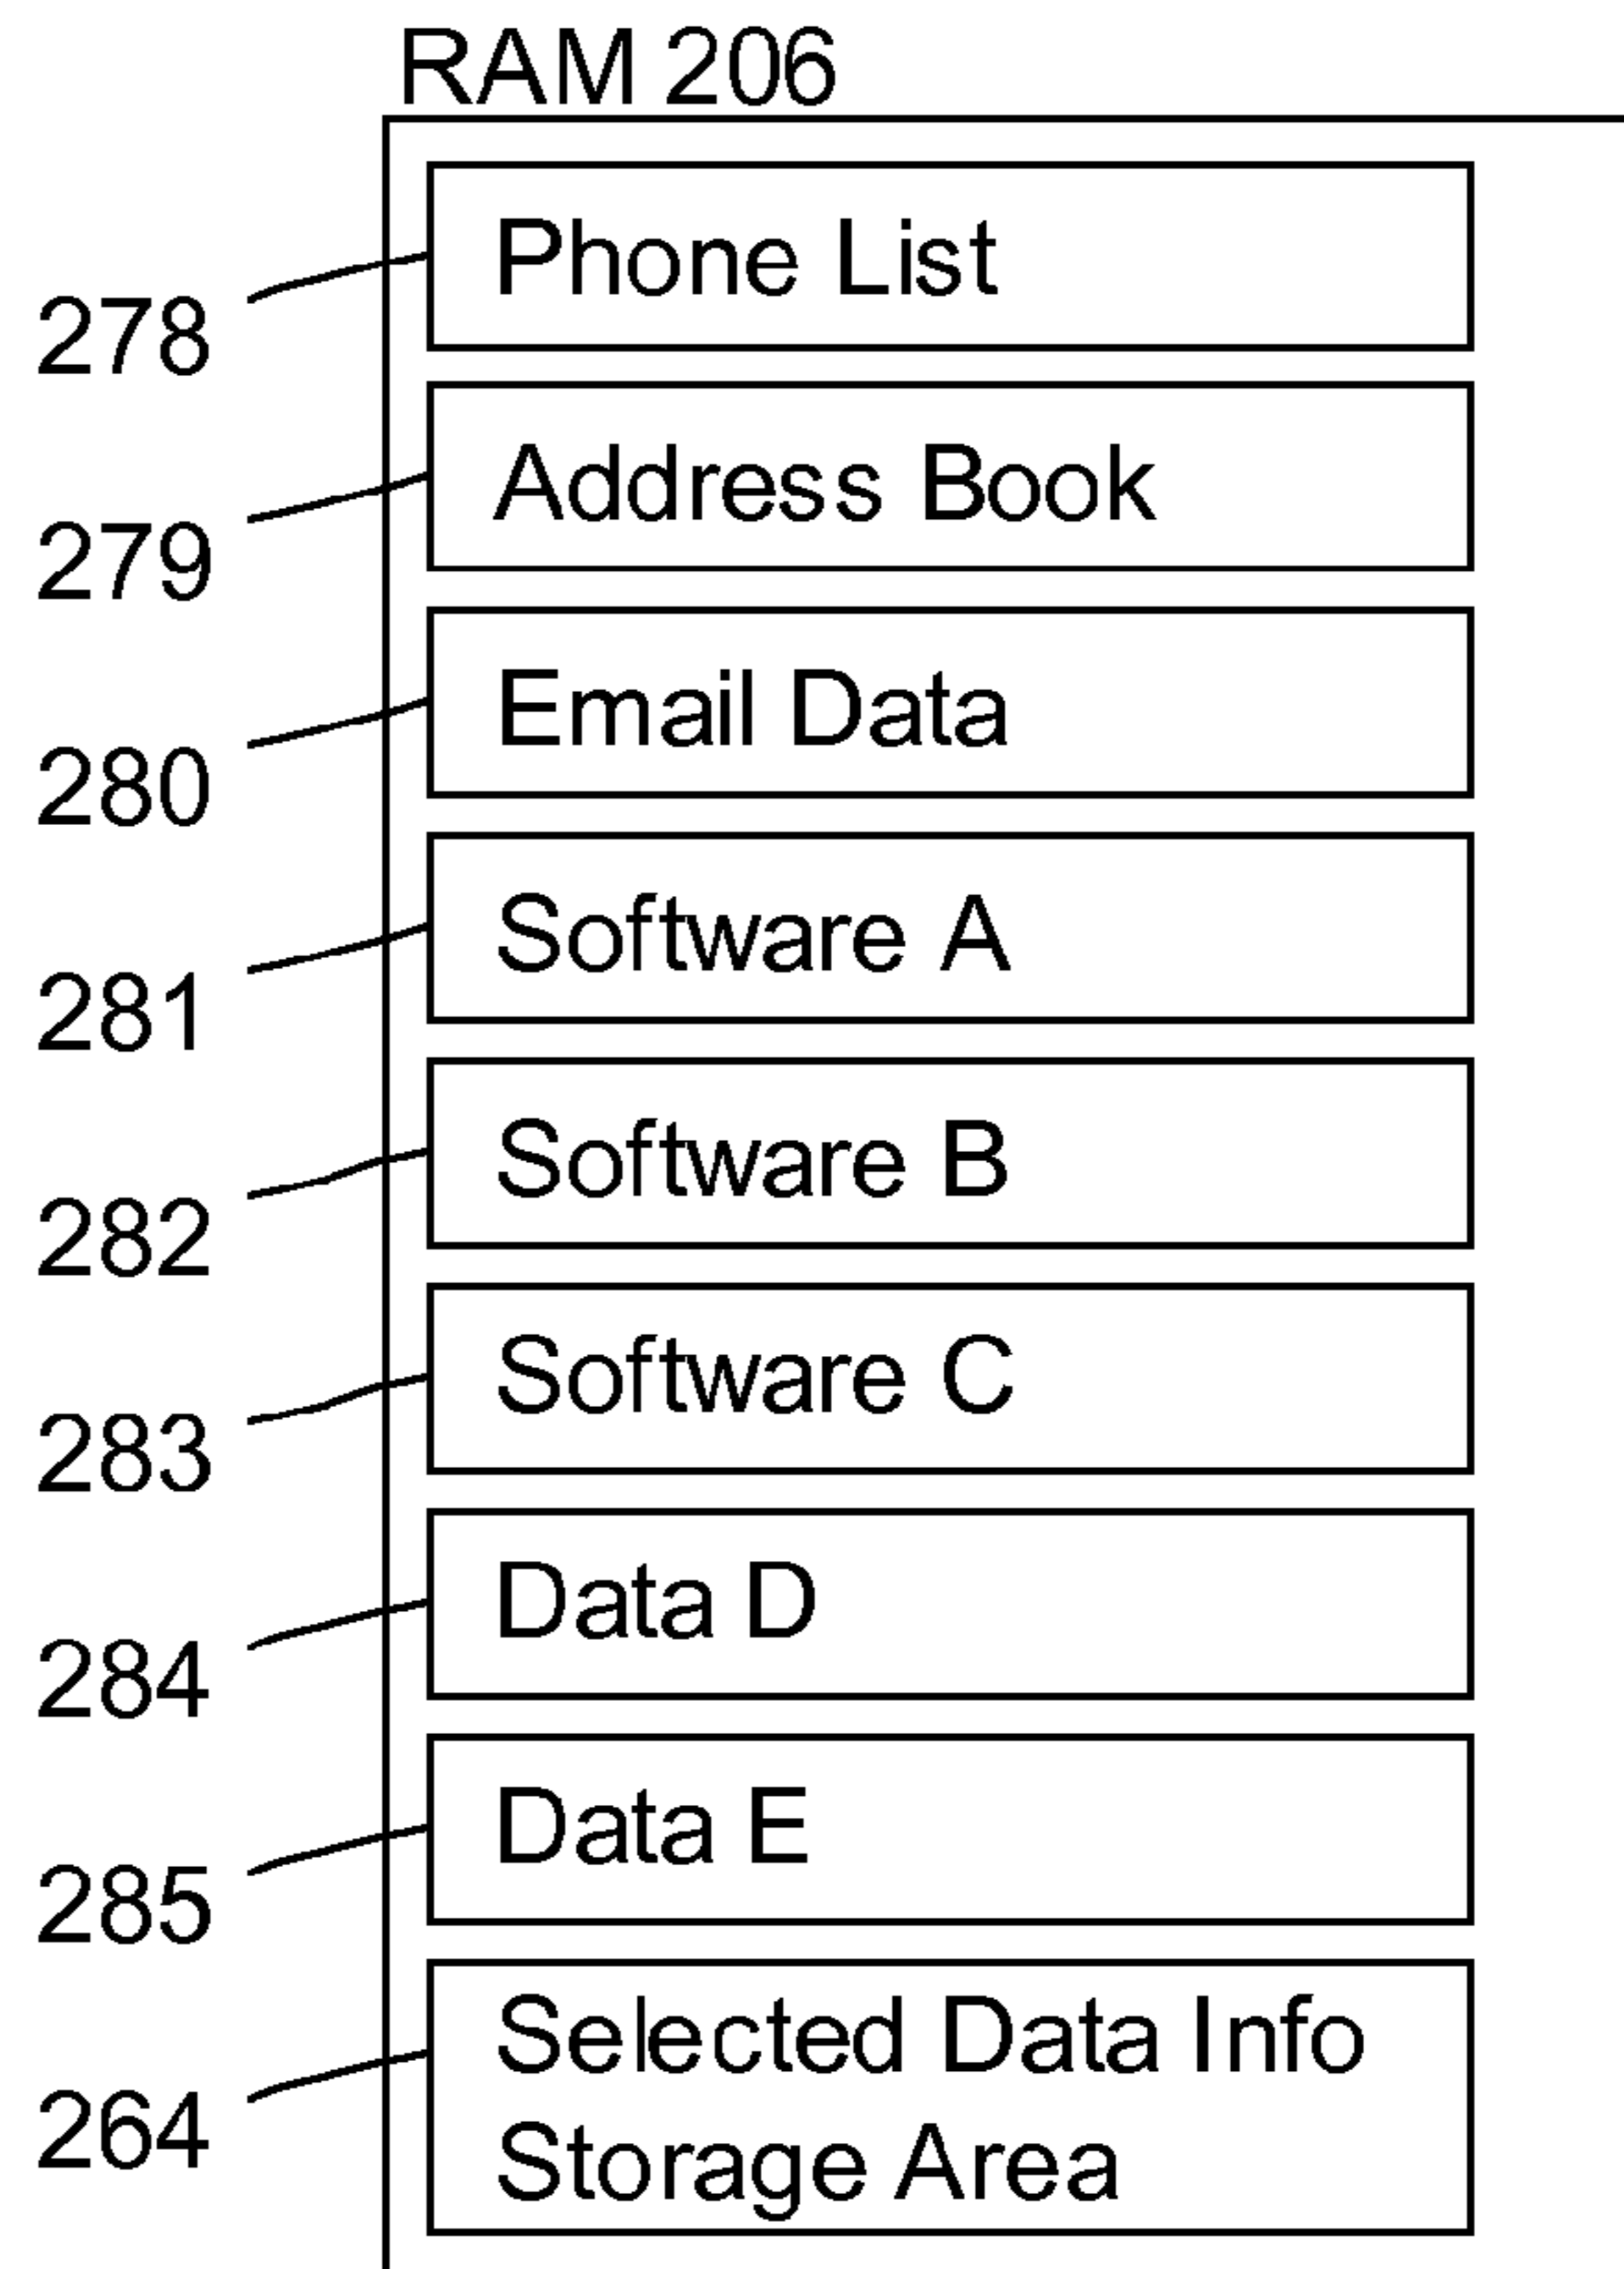 RAM 206
278 Phone List
279 Address Book
280 Email Data
281 Software A
282 Software B
283 Software C
284 Data D
285 Data E
264 Selected Data Info
Storage Area